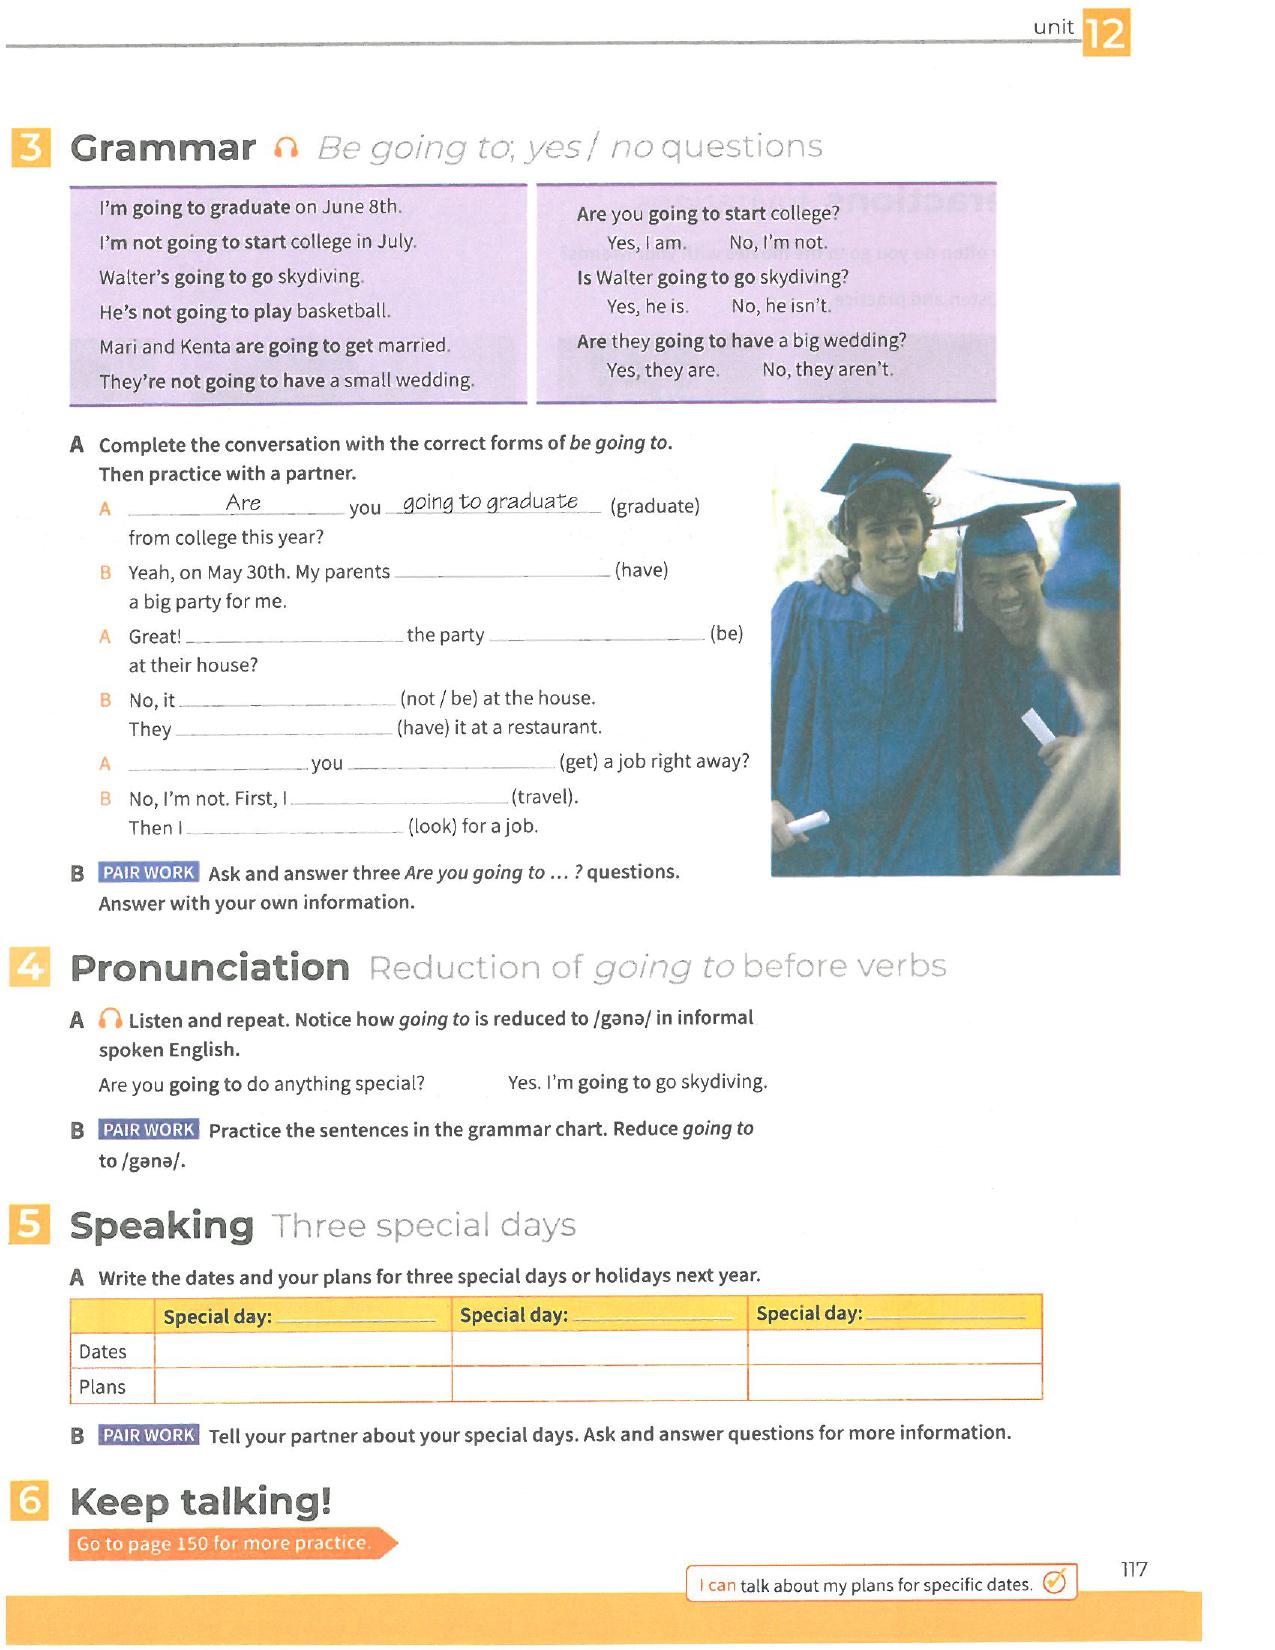 unit 12
3 Grammar Be going to; yes / no questions
I'm going to graduate on June 8th.
I'm not going to start college in July.
Walter's going to go skydiving.
He's not going to play basketball.
Mari and Kenta are going to get married.
They're not going to have a small wedding.
Are you going to start college?
Yes, I am. No, I'm not.
Is Walter going to go skydiving?
Yes, he is. No, he isn't.
Are they going to have a big wedding?
Yes, they are. No, they aren't.
A Complete the conversation with the correct forms of be going to.
Then practice with a partner.
A Are you going to graduate (graduate)
from college this year?
B Yeah, on May 30th. My parents (have)
a big party for me.
A Great! the party (be)
at their house?
B No, it (not / be) at the house.
They (have) it at a restaurant.
A you (get) a job right away?
B No, I'm not. First, I (travel).
Then I (look) for a job.
B PAIR WORK Ask and answer three Are you going to ... ? questions.
Answer with your own information.
4 Pronunciation Reduction of going to before verbs
A Listen and repeat. Notice how going to is reduced to /gənə/ in informal
spoken English.
Are you going to do anything special? Yes. I'm going to go skydiving.
B PAIR WORK Practice the sentences in the grammar chart. Reduce going to
to /gənə/.
5 Speaking Three special days
A Write the dates and your plans for three special days or holidays next year.
Special day: Special day: Special day:
Dates
Plans
B PAIR WORK Tell your partner about your special days. Ask and answer questions for more information.
6 Keep talking!
Go to page 150 for more practice.
I can talk about my plans for specific dates.
117